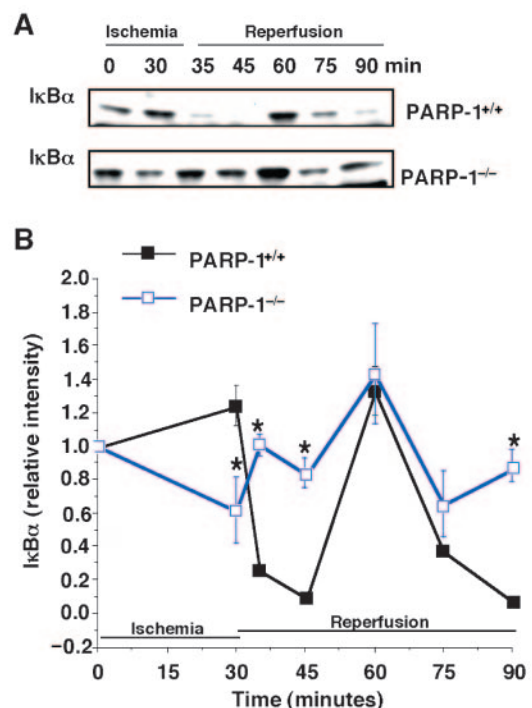 A
Ischemia Reperfusion
0 30 35 45 60 75 90 min
IκBα
PARP-1+/+
IκBα
PARP-1–/–
B
PARP-1+/+
PARP-1–/–
2.0
1.8
1.6
1.4
1.2
1.0
0.8
0.6
0.4
0.2
0.0
−0.2
IκBα (relative intensity)
* * * *
Ischemia Reperfusion
0 15 30 45 60 75 90
Time (minutes)